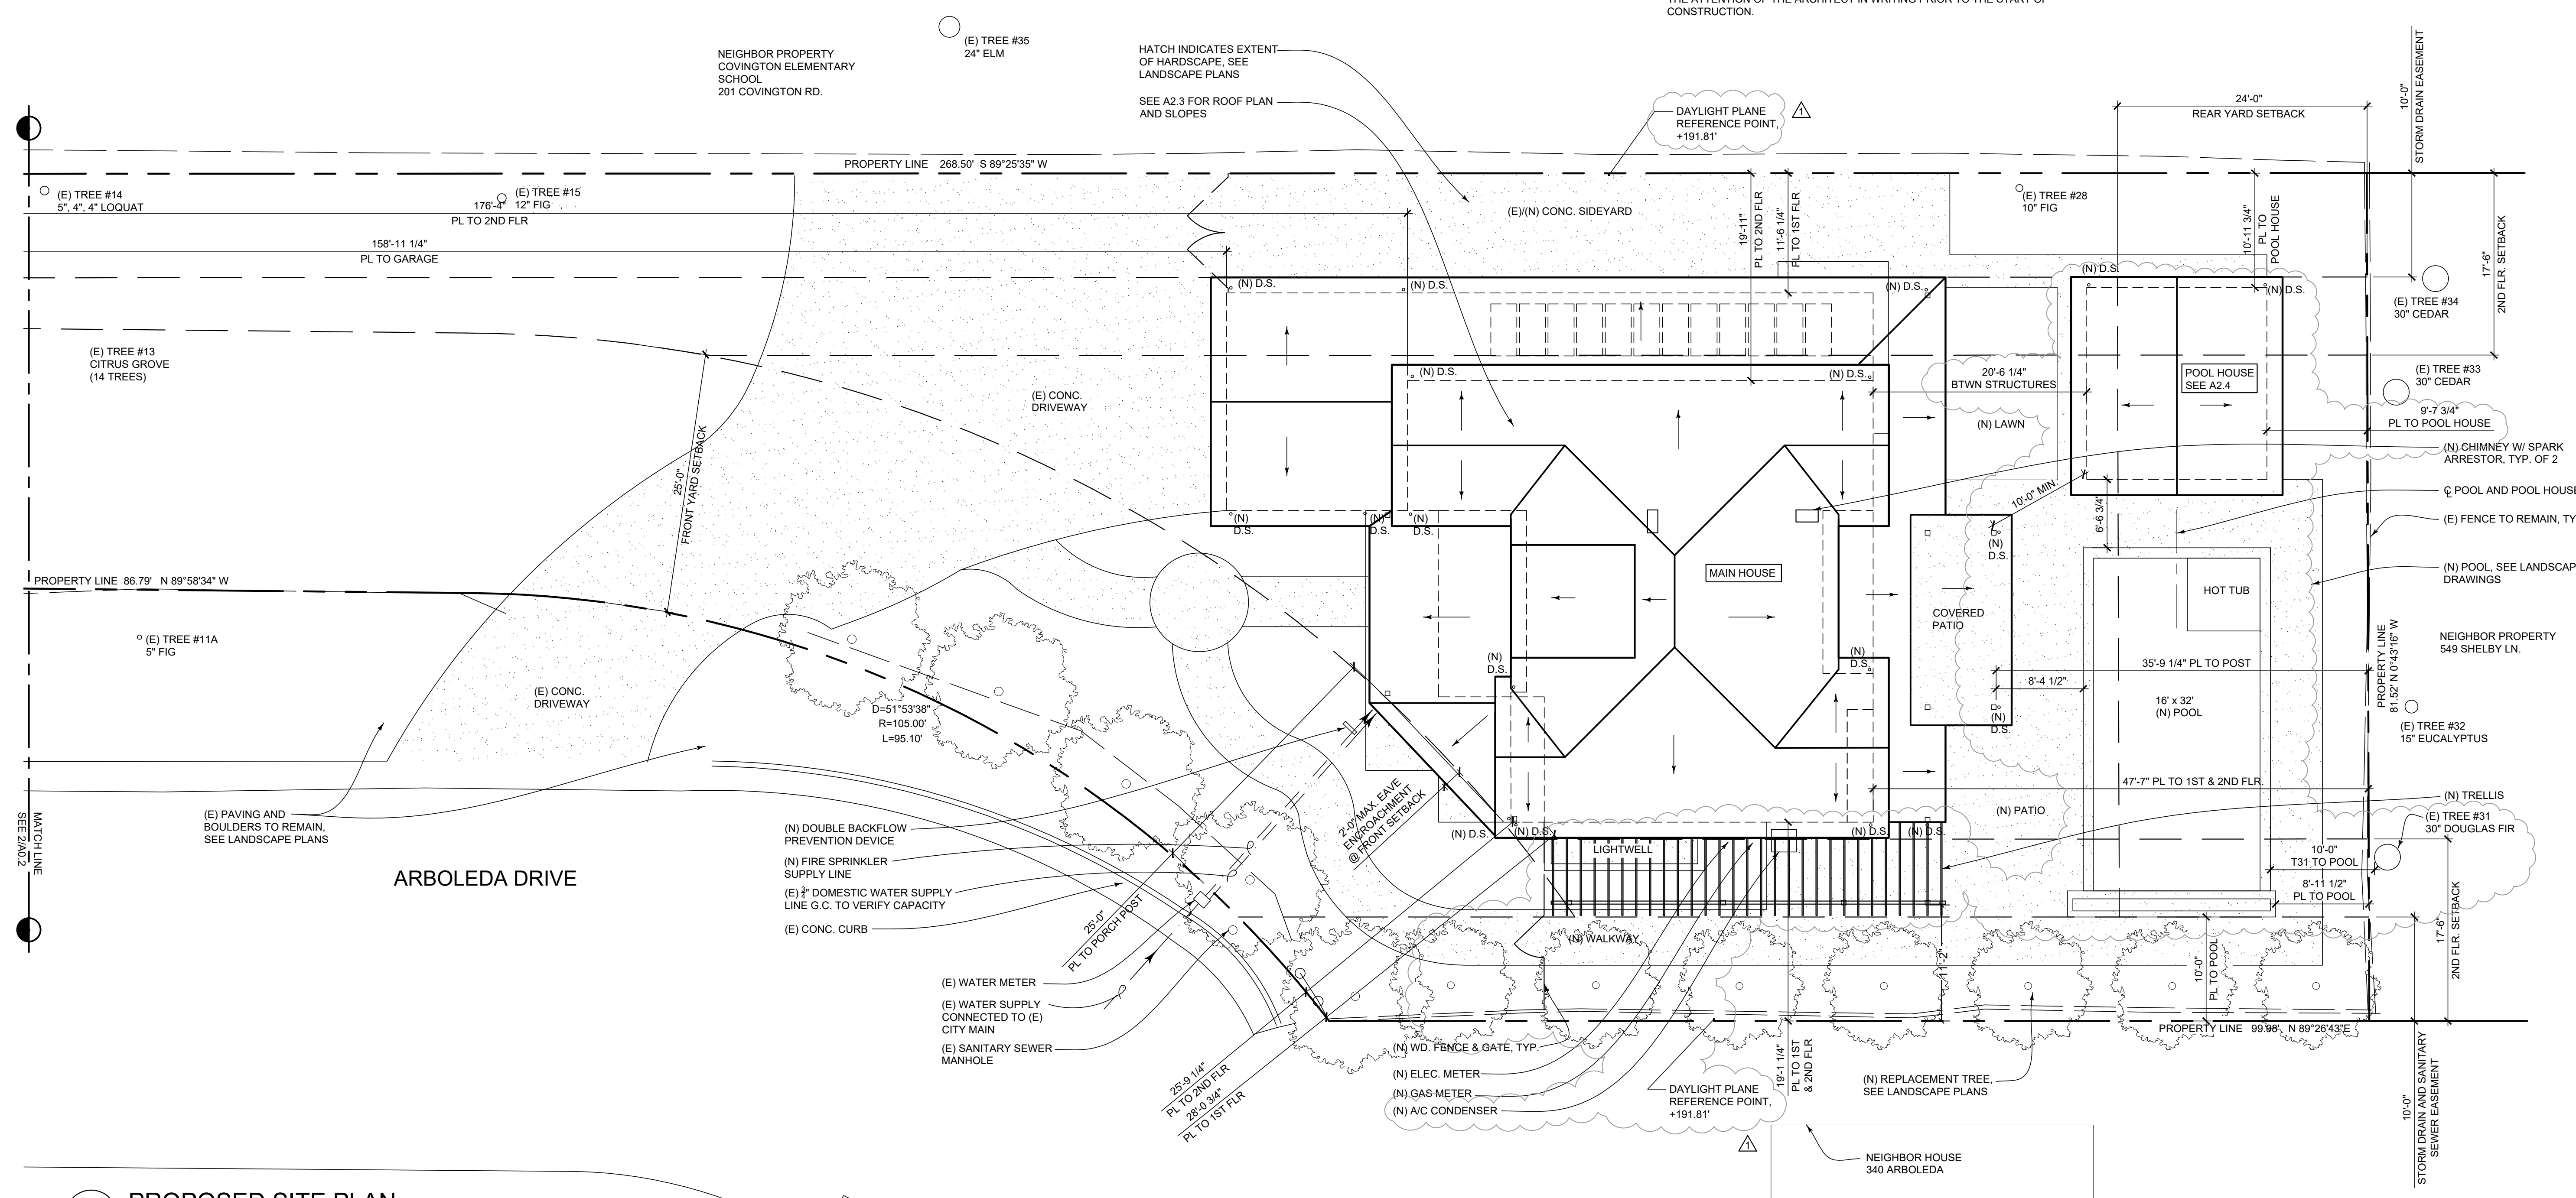 THE ATTENTION OF THE ARCHITECT IN WRITING PRIOR TO THE START OF
CONSTRUCTION.
(E) TREE #35
24" ELM
NEIGHBOR PROPERTY
COVINGTON ELEMENTARY
SCHOOL
201 COVINGTON RD.
HATCH INDICATES EXTENT
OF HARDSCAPE, SEE
LANDSCAPE PLANS
SEE A2.3 FOR ROOF PLAN
AND SLOPES
DAYLIGHT PLANE
REFERENCE POINT,
+191.81'
1
24'-0"
REAR YARD SETBACK
10'-0"
STORM DRAIN EASEMENT
PROPERTY LINE 268.50' S 89°25'35" W
(E) TREE #14
5", 4", 4" LOQUAT
(E) TREE #15
12" FIG
176'-4"
PL TO 2ND FLR
158'-11 1/4"
PL TO GARAGE
(E)/(N) CONC. SIDEYARD
19'-11"
PL TO 2ND FLR
11'-6 1/4"
PL TO 1ST FLR
(E) TREE #28
10" FIG
10'-11 3/4"
PL TO
POOL HOUSE
17'-6"
2ND FLR. SETBACK
(E) TREE #34
30" CEDAR
(N) D.S.
(N) D.S.
(N) D.S.
(N) D.S.
(N) D.S.
(E) TREE #13
CITRUS GROVE
(14 TREES)
25'-0"
FRONT YARD SETBACK
(E) CONC.
DRIVEWAY
(N) D.S.
(N) D.S.
20'-6 1/4"
BTWN STRUCTURES
POOL HOUSE
SEE A2.4
(E) TREE #33
30" CEDAR
9'-7 3/4"
PL TO POOL HOUSE
(N) LAWN
(N) CHIMNEY W/ SPARK
ARRESTOR, TYP. OF 2
10'-0" MIN
6'-6 3/4"
℄ POOL AND POOL HOUSE
(E) FENCE TO REMAIN, TY
(N)
D.S.
(N)
D.S.
(N)
D.S.
(N)
D.S.
(N) POOL, SEE LANDSCAP
DRAWINGS
PROPERTY LINE 86.79' N 89°58'34" W
MAIN HOUSE
HOT TUB
COVERED
PATIO
(E) TREE #11A
5" FIG
PROPERTY LINE
81.52' N 0°43'16" W
NEIGHBOR PROPERTY
549 SHELBY LN.
(N)
D.S.
(N)
D.S.
35'-9 1/4" PL TO POST
8'-4 1/2"
(E) CONC.
DRIVEWAY
D=51°53'38"
R=105.00'
L=95.10'
16' x 32'
(N) POOL
(N)
D.S.
(E) TREE #32
15" EUCALYPTUS
47'-7" PL TO 1ST & 2ND FLR.
(N) PATIO
(N) TRELLIS
MATCH LINE
SEE 2/A0.2
(E) PAVING AND
BOULDERS TO REMAIN,
SEE LANDSCAPE PLANS
2'-0" MAX. EAVE
ENCROACHMENT
@ FRONT SETBACK
(N) D.S.
(N) D.S.
(N) D.S.
(N) D.S.
LIGHTWELL
(E) TREE #31
30" DOUGLAS FIR
10'-0"
T31 TO POOL
8'-11 1/2"
PL TO POOL
(N) DOUBLE BACKFLOW
PREVENTION DEVICE
(N) FIRE SPRINKLER
SUPPLY LINE
(E) 3/4" DOMESTIC WATER SUPPLY
LINE G.C. TO VERIFY CAPACITY
(E) CONC. CURB
ARBOLEDA DRIVE
25'-0"
PL TO PORCH POST
(N) WALKWAY
11'-2"
10'-0"
PL TO POOL
17'-6"
2ND FLR. SETBACK
(E) WATER METER
(E) WATER SUPPLY
CONNECTED TO (E)
CITY MAIN
(E) SANITARY SEWER
MANHOLE
PROPERTY LINE 99.98' N 89°26'43"E
25'-9 1/4"
PL TO 2ND FLR
28'-0 3/4"
PL TO 1ST FLR
(N) WD. FENCE & GATE, TYP.
(N) ELEC. METER
(N) GAS METER
(N) A/C CONDENSER
DAYLIGHT PLANE
REFERENCE POINT,
+191.81'
1
19'-1 1/4"
PL TO 1ST
& 2ND FLR
(N) REPLACEMENT TREE,
SEE LANDSCAPE PLANS
10'-0"
STORM DRAIN AND SANITARY
SEWER EASEMENT
NEIGHBOR HOUSE
340 ARBOLEDA
PROPOSED SITE PLAN